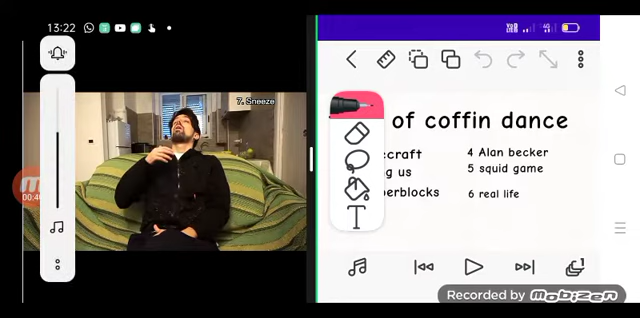 13:22
7. Sneeze
of coffin dance
4 Alan becker
5 squid game
6 real life
T
1
Recorded by MOBIZEN